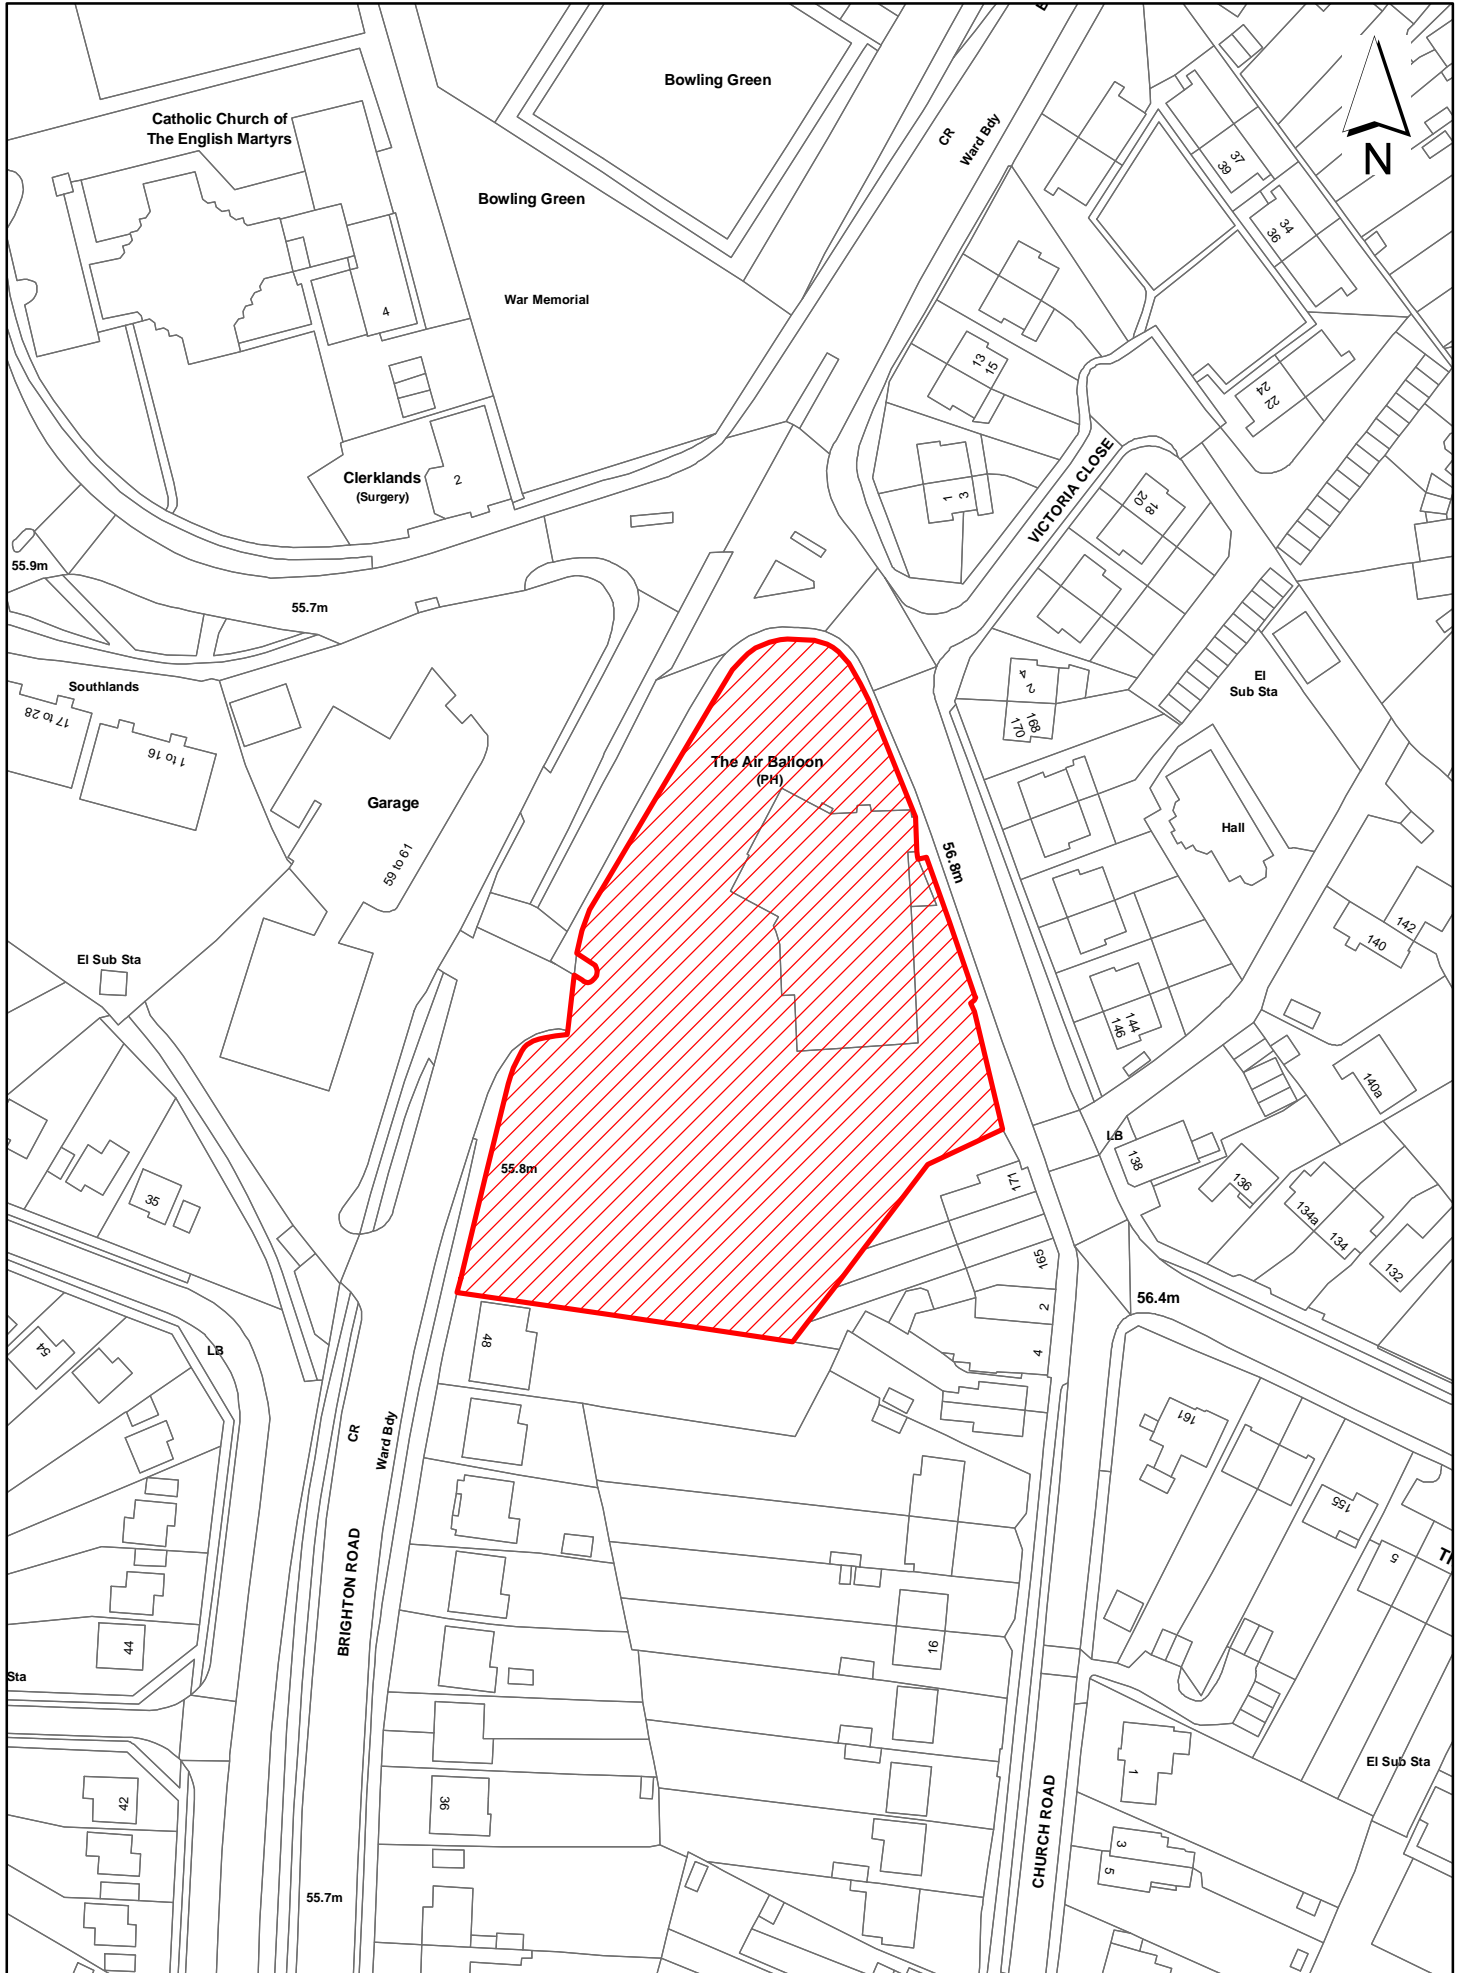 Bowling Green
Catholic Church of
The English Martyrs
CR
Ward Bdy
N
37
39
34
36
Bowling Green
War Memorial
4
13
15
24
22
Clerklands
(Surgery)
2
1
3
VICTORIA CLOSE
20
18
55.9m
55.7m
Southlands
17 to 28
1 to 16
4
2
168
170
El
Sub Sta
The Air Balloon
(PH)
Garage
59 to 61
56.8m
Hall
142
140
El Sub Sta
144
146
140a
LB
138
136
134a
134
132
35
55.8m
171
165
2
4
56.4m
54
LB
48
CR
Ward Bdy
161
155
5
BRIGHTON ROAD
44
16
Sta
El Sub Sta
1
42
36
CHURCH ROAD
3
5
55.7m